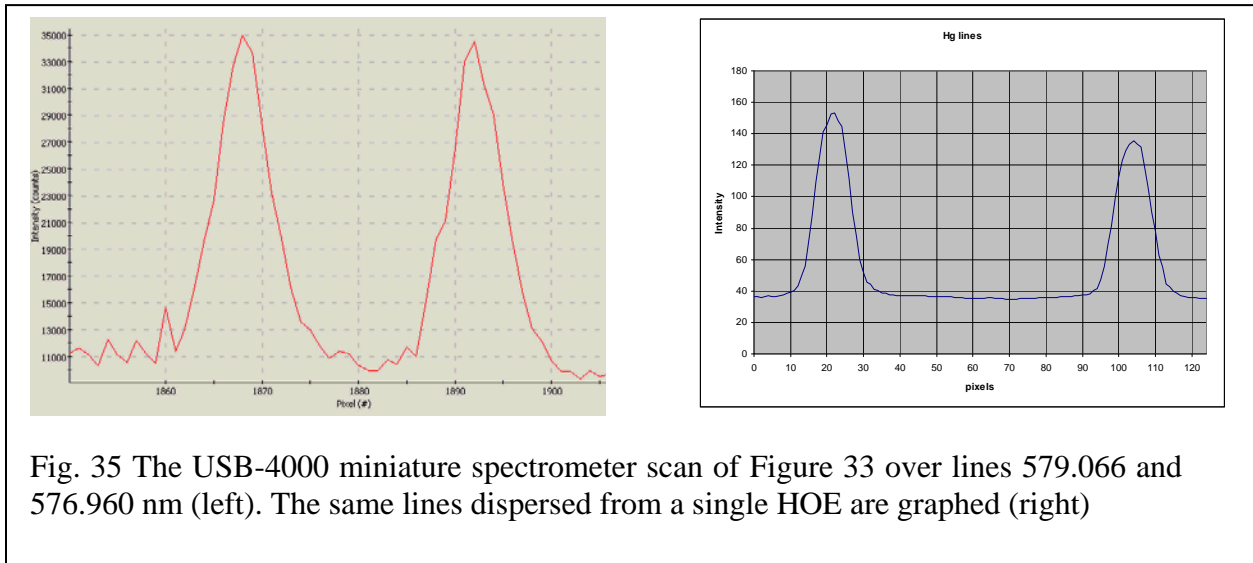 35000
33000
31000
29000
27000
25000
23000
21000
19000
17000
15000
13000
11000
Intensity (counts)
1860 1870 1880 1890 1900
Pixel (#)
Hg lines
180
160
140
120
100
80
60
40
20
0
Intensity
0 10 20 30 40 50 60 70 80 90 100 110 120
pixels
Fig. 35 The USB-4000 miniature spectrometer scan of Figure 33 over lines 579.066 and
576.960 nm (left). The same lines dispersed from a single HOE are graphed (right)